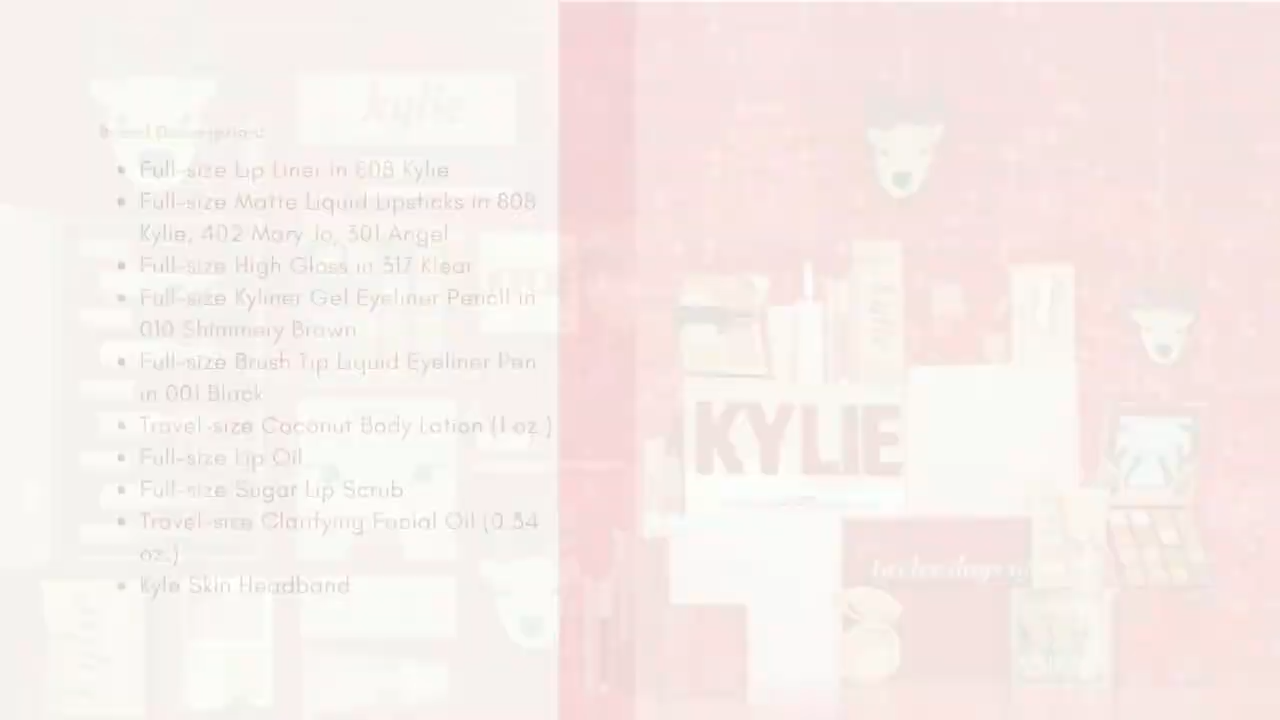 kylie
Full-size Lip Liner in 808 Kylie
Full-size Matte Liquid Lipsticks in 808
Kylie, 402 Mary Jo, 301 Angel
Full-size High Gloss in 317 Klear
Full-size Kyliner Gel Eyeliner Pencil in
010 Shimmery Brown
Full-size Brush Tip Liquid Eyeliner Pen
in 001 Black
Travel-size Coconut Body Lotion (1 oz.)
Full-size Lip Oil
Full-size Sugar Lip Scrub
Travel-size Clarifying Facial Oil (0.34
oz.)
Kyle Skin Headband
KYLIE